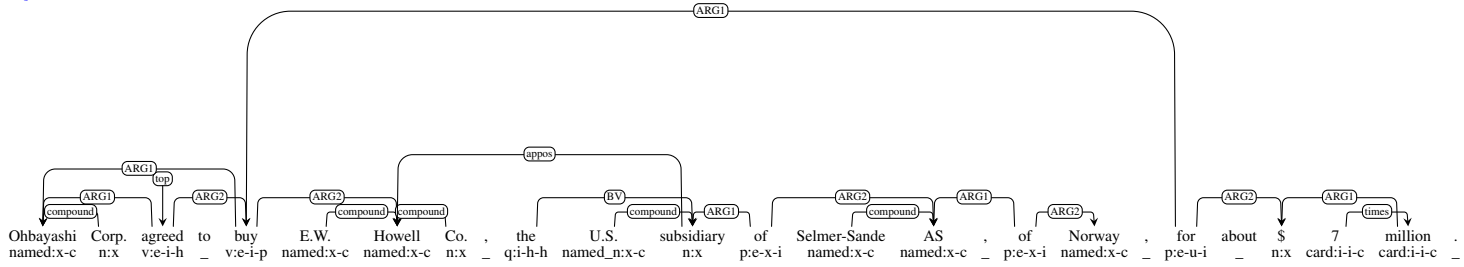 ARG1
appos
ARG1
top
ARG1 ARG2 ARG2 BV ARG2 ARG1 ARG2 ARG1
compound compound compound compound ARG1 compound ARG2 times
Ohbayashi Corp. agreed to buy E.W. Howell Co. , the U.S. subsidiary of Selmer-Sande AS , of Norway , for about $ 7 million .
named:x-c n:x v:e-i-h _ v:e-i-p named:x-c named:x-c n:x _ q:i-h-h named_n:x-c n:x p:e-x-i named:x-c named:x-c _ p:e-x-i named:x-c _ p:e-u-i _ n:x card:i-i-c card:i-i-c _